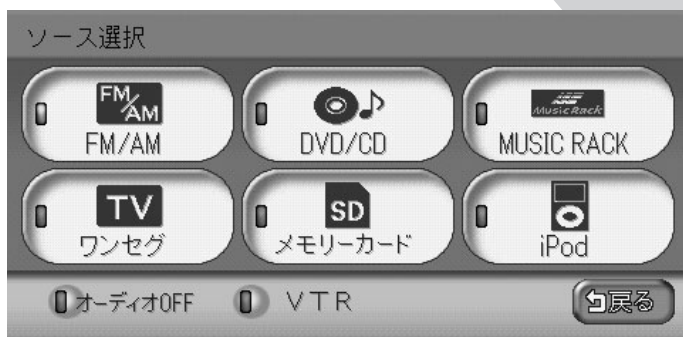 ソース選択
FM/AM
FM/AM
DVD/CD
MusicRack
MUSIC RACK
TV
ワンセグ
SD
メモリーカード
iPod
オーディオOFF
VTR
戻る